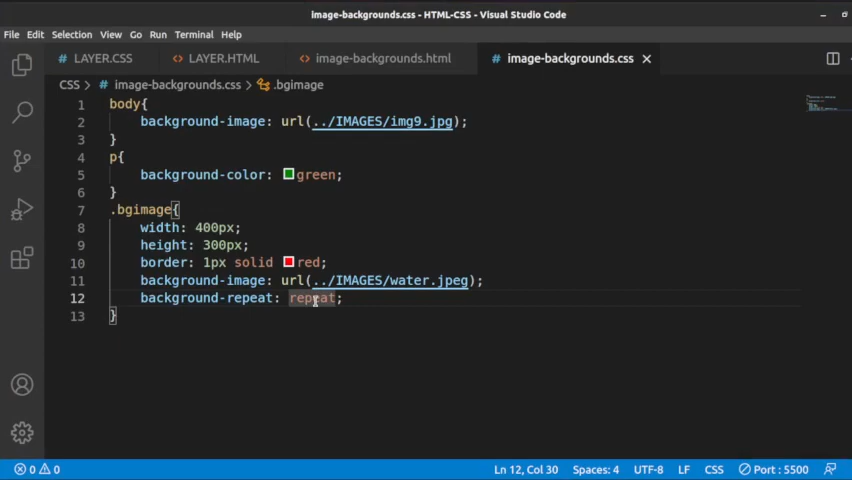 image-backgrounds.css - HTML-CSS - Visual Studio Code
File Edit Selection View Go Run Terminal Help
# LAYER.CSS <> LAYER.HTML <> image-backgrounds.html # image-backgrounds.css
CSS > # image-backgrounds.css > .bgimage
1 body{
2 background-image: url(../IMAGES/img9.jpg);
3 }
4 p{
5 background-color: green;
6 }
7 .bgimage{
8 width: 400px;
9 height: 300px;
10 border: 1px solid red;
11 background-image: url(../IMAGES/water.jpeg);
12 background-repeat: repeat;
13 }
0 0 Ln 12, Col 30 Spaces: 4 UTF-8 LF CSS Port : 5500